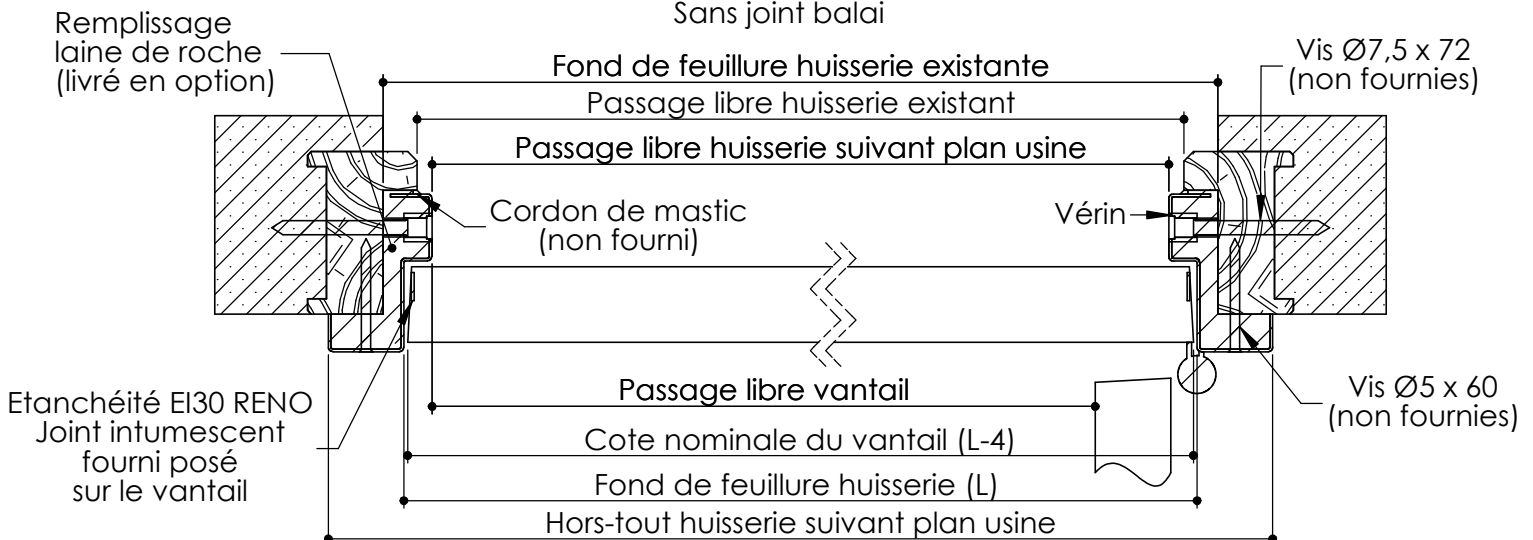 Sans joint balai
Remplissage
laine de roche
(livré en option)
Fond de feuillure huisserie existante
Vis Ø7,5 x 72
(non fournies)
Passage libre huisserie existant
Passage libre huisserie suivant plan usine
Cordon de mastic
(non fourni)
Vérin
Passage libre vantail
Etanchéité EI30 RENO
Joint intumescent
fourni posé
sur le vantail
Vis Ø5 x 60
(non fournies)
Cote nominale du vantail (L-4)
Fond de feuillure huisserie (L)
Hors-tout huisserie suivant plan usine